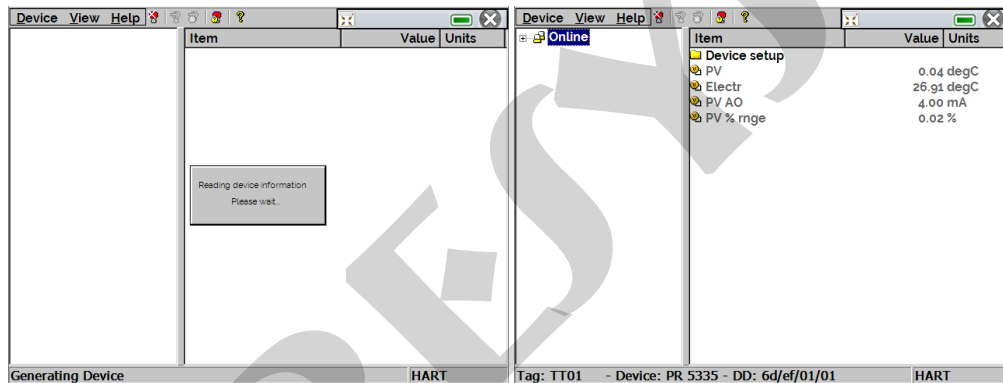 Device View Help
Item Value Units
Reading device information
Please wait...
Generating Device HART
Device View Help
Online
Item Value Units
Device setup
PV 0.04 degC
Electr 26.91 degC
PV AO 4.00 mA
PV % rnge 0.02 %
Tag: TT01 - Device: PR 5335 - DD: 6d/ef/01/01 HART